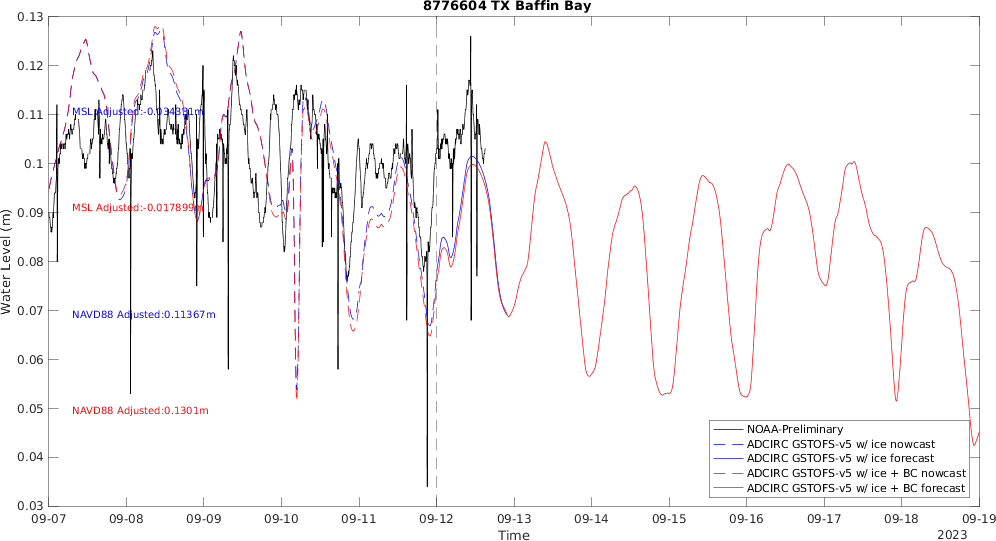 8776604 TX Baffin Bay
0.13
0.12
0.11
0.1
0.09
0.08
0.07
0.06
0.05
0.04
0.03
Water Level (m)
MSL Adjusted:-0.034391m
MSL Adjusted:-0.017899m
NAVD88 Adjusted:0.11367m
NAVD88 Adjusted:0.1301m
NOAA-Preliminary
ADCIRC GSTOFS-v5 w/ ice nowcast
ADCIRC GSTOFS-v5 w/ ice forecast
ADCIRC GSTOFS-v5 w/ ice + BC nowcast
ADCIRC GSTOFS-v5 w/ ice + BC forecast
09-07 09-08 09-09 09-10 09-11 09-12 09-13 09-14 09-15 09-16 09-17 09-18 09-19
Time
2023